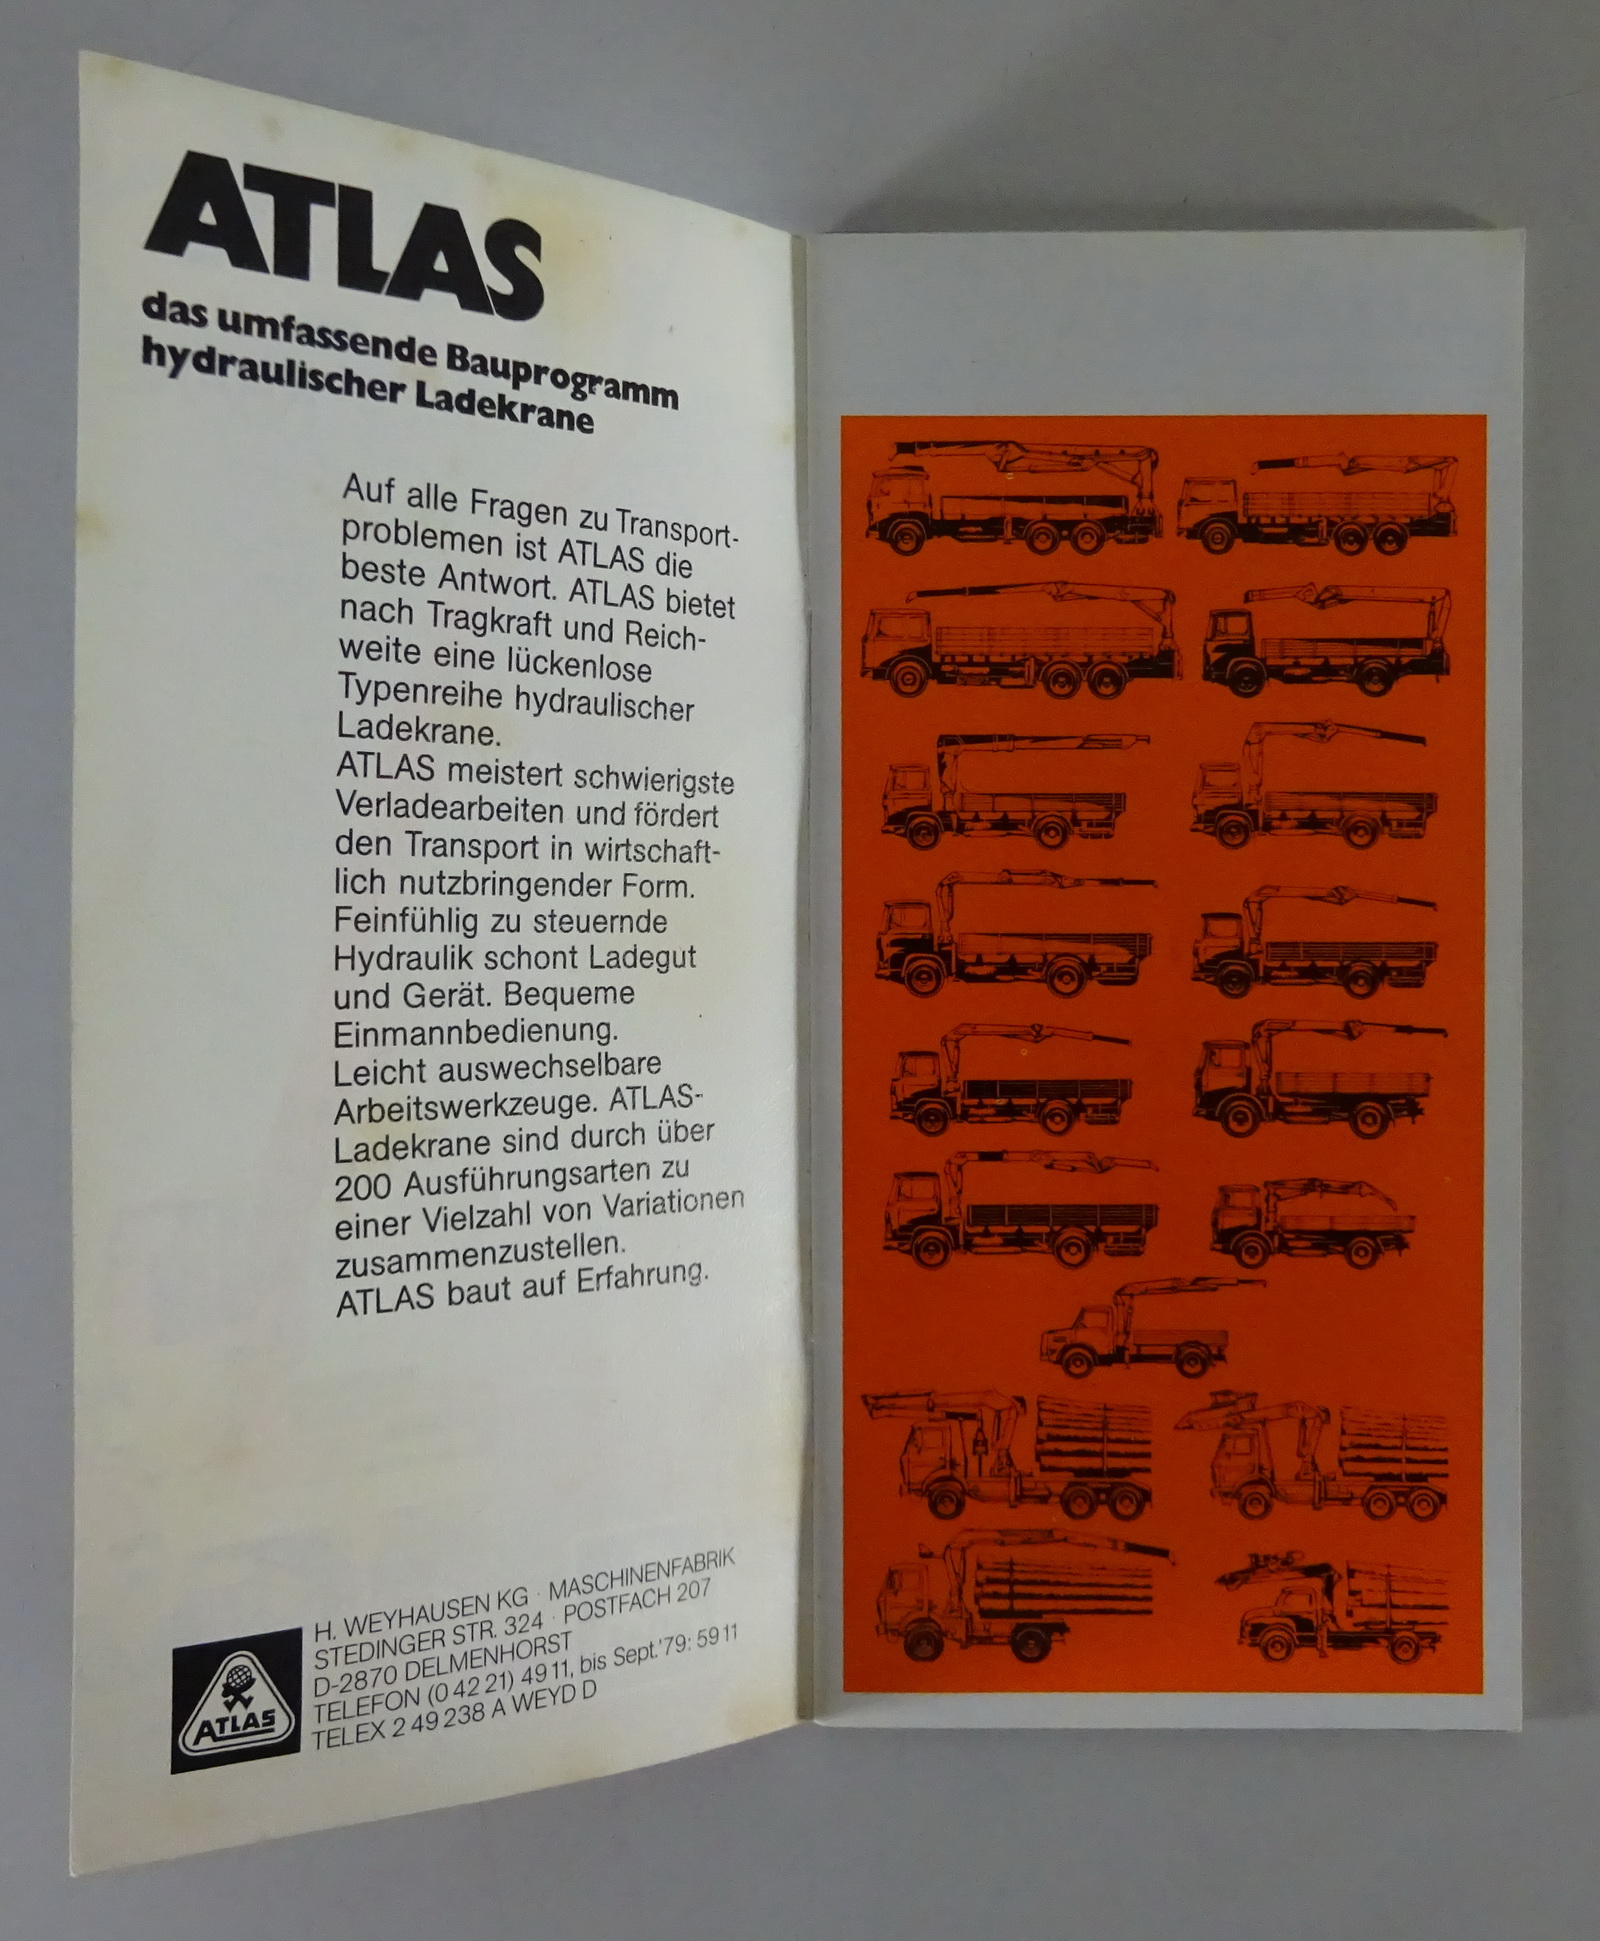 ATLAS
das umfassende Bauprogramm
hydraulischer Ladekrane
Auf alle Fragen zu Transport-
problemen ist ATLAS die
beste Antwort. ATLAS bietet
nach Tragkraft und Reich-
weite eine lückenlose
Typenreihe hydraulischer
Ladekrane.
ATLAS meistert schwierigste
Verladearbeiten und fördert
den Transport in wirtschaft-
lich nutzbringender Form.
Feinfühlig zu steuernde
Hydraulik schont Ladegut
und Gerät. Bequeme
Einmannbedienung.
Leicht auswechselbare
Arbeitswerkzeuge. ATLAS-
Ladekrane sind durch über
200 Ausführungsarten zu
einer Vielzahl von Variationen
zusammenzustellen.
ATLAS baut auf Erfahrung.
H. WEYHAUSEN KG · MASCHINENFABRIK
STEDINGER STR. 324 · POSTFACH 207
D-2870 DELMENHORST
TELEFON (0 42 21) 49 11, bis Sept.'79: 59 11
TELEX 2 49 238 A WEYD D
ATLAS